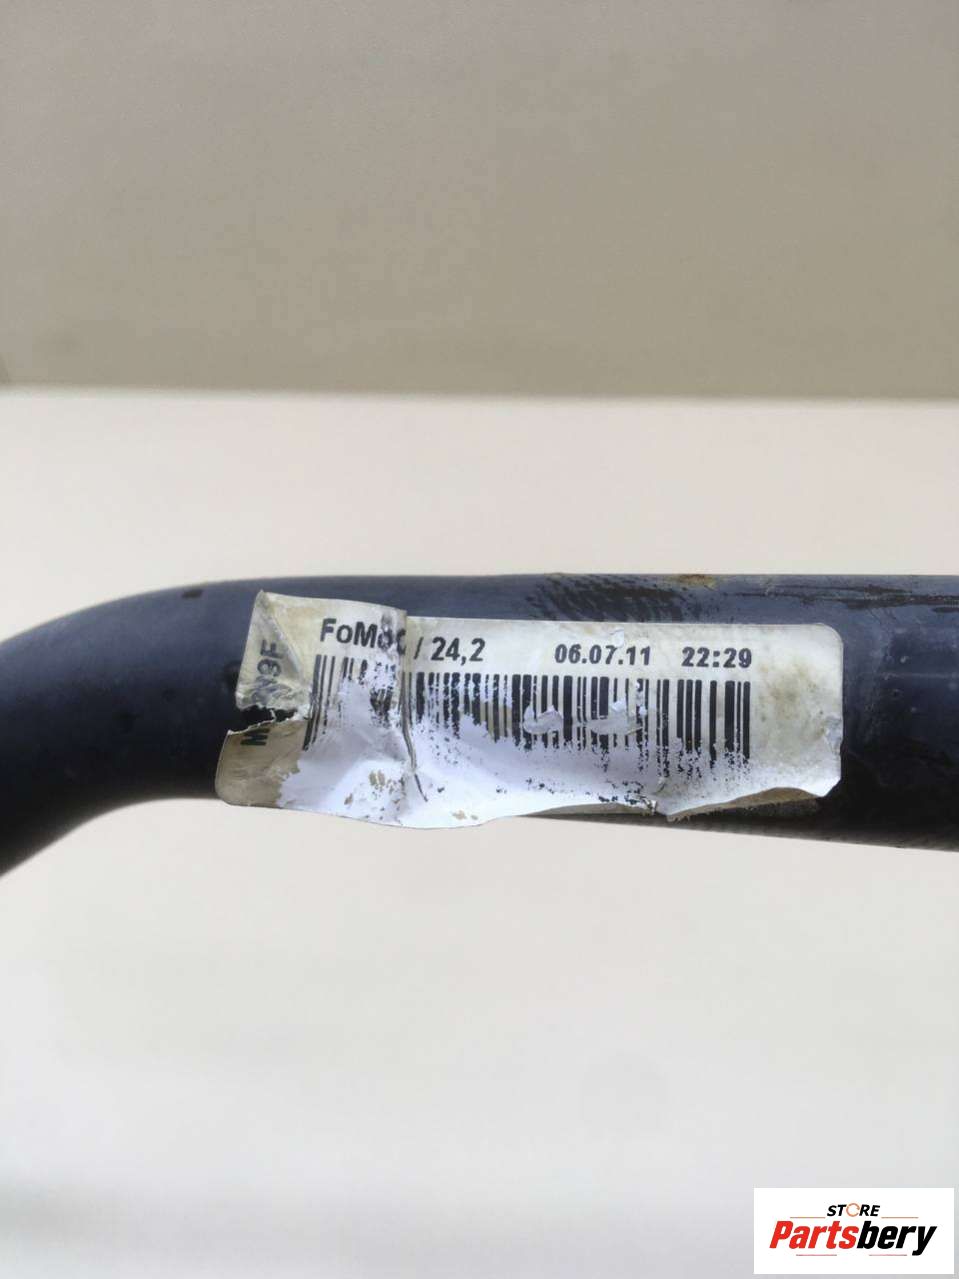 FoMoC / 24,2 06.07.11 22:29
STORE
Partsbery